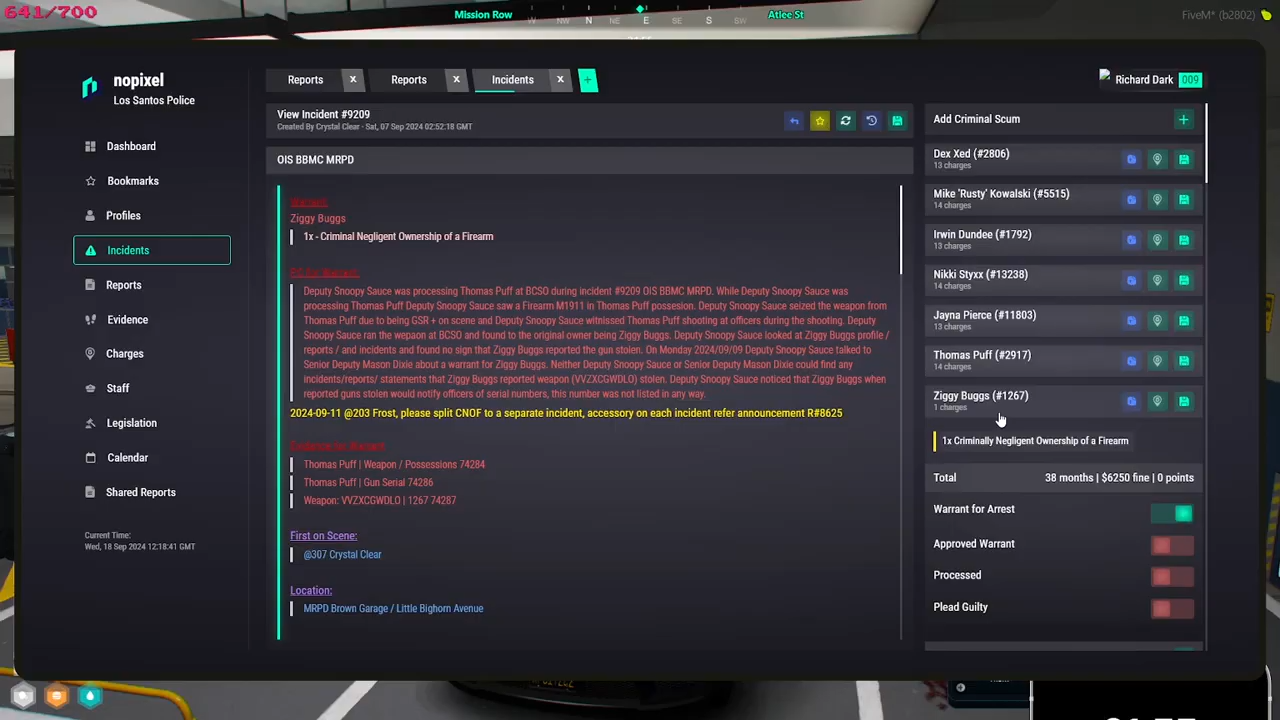 641/700
Mission Row
W NW N NE E SE S SW
Atlee St
FiveM* (b2802)
nopixel
Los Santos Police
Reports x
Reports x
Incidents x
+
Richard Dark 009
Dashboard
Bookmarks
Profiles
Incidents
Reports
Evidence
Charges
Staff
Legislation
Calendar
Shared Reports
Current Time:
Wed, 18 Sep 2024 12:18:41 GMT
View Incident #9209
Created By Crystal Clear - Sat, 07 Sep 2024 02:52:18 GMT
OIS BBMC MRPD
Warrant:
Ziggy Buggs
1x - Criminal Negligent Ownership of a Firearm
PC for Warrant:
Deputy Snoopy Sauce was processing Thomas Puff at BCSO during incident #9209 OIS BBMC MRPD. While Deputy Snoopy Sauce was
processing Thomas Puff Deputy Snoopy Sauce saw a Firearm M1911 in Thomas Puff possesion. Deputy Snoopy Sauce seized the weapon from
Thomas Puff due to being GSR + on scene and Deputy Snoopy Sauce witnissed Thomas Puff shooting at officers during the shooting. Deputy
Snoopy Sauce ran the wepaon at BCSO and found to the original owner being Ziggy Buggs. Deputy Snoopy Sauce looked at Ziggy Buggs profile /
reports / and incidents and found no sign that Ziggy Buggs reported the gun stolen. On Monday 2024/09/09 Deputy Snoopy Sauce talked to
Senior Deputy Mason Dixie about a warrant for Ziggy Buggs. Neither Deputy Snoopy Sauce or Senior Deputy Mason Dixie could find any
incidents/reports/ statements that Ziggy Buggs reported weapon (VVZXCGWDLO) stolen. Deputy Snoopy Sauce noticed that Ziggy Buggs when
reported guns stolen would notify officers of serial numbers, this number was not listed in any way.
2024-09-11 @203 Frost, please split CNOF to a separate incident, accessory on each incident refer announcement R#8625
Evidence for Warrant:
Thomas Puff | Weapon / Possessions 74284
Thomas Puff | Gun Serial 74286
Weapon: VVZXCGWDLO | 1267 74287
First on Scene:
@307 Crystal Clear
Location:
MRPD Brown Garage / Little Bighorn Avenue
Add Criminal Scum +
Dex Xed (#2806)
13 charges
Mike 'Rusty' Kowalski (#5515)
14 charges
Irwin Dundee (#1792)
13 charges
Nikki Styxx (#13238)
14 charges
Jayna Pierce (#11803)
13 charges
Thomas Puff (#2917)
14 charges
Ziggy Buggs (#1267)
1 charges
1x Criminally Negligent Ownership of a Firearm
Total 38 months | $6250 fine | 0 points
Warrant for Arrest
Approved Warrant
Processed
Plead Guilty